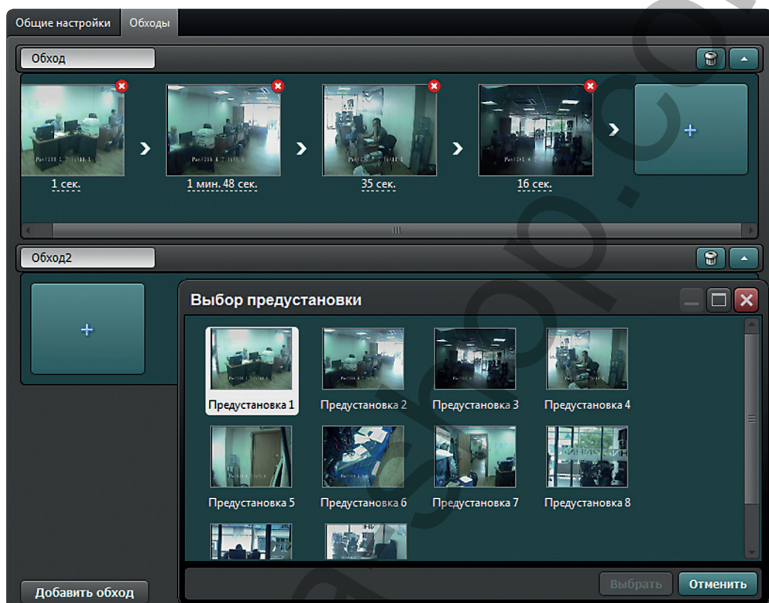 Общие настройки Обходы
Обход
1 сек. 1 мин. 48 сек. 35 сек. 16 сек.
Обход2
Выбор предустановки
Предустановка 1 Предустановка 2 Предустановка 3 Предустановка 4
Предустановка 5 Предустановка 6 Предустановка 7 Предустановка 8
Добавить обход Выбрать Отменить